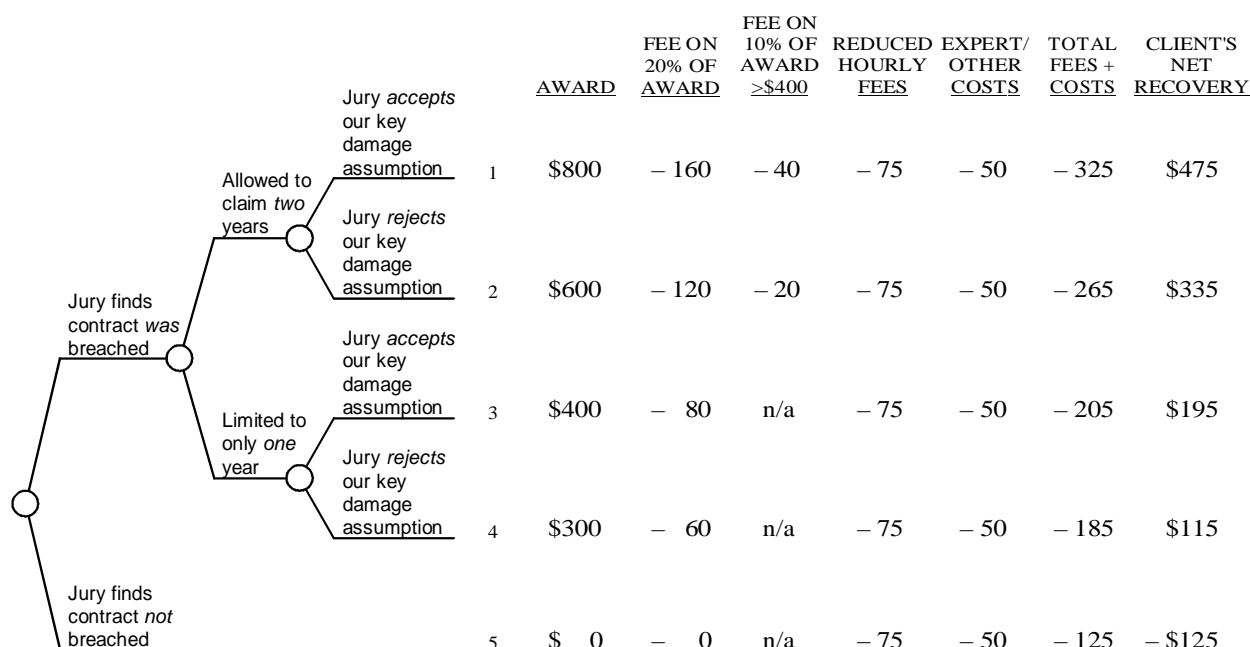 FEE ON
FEE ON 10% OF REDUCED EXPERT/ TOTAL CLIENT'S
20% OF AWARD HOURLY OTHER FEES + NET
AWARD AWARD >$400 FEES COSTS COSTS RECOVERY
Jury accepts
our key
damage
assumption
1 $800 – 160 – 40 – 75 – 50 – 325 $475
Allowed to
claim two
years
Jury rejects
our key
damage
assumption
2 $600 – 120 – 20 – 75 – 50 – 265 $335
Jury finds
contract was
breached
Jury accepts
our key
damage
assumption
3 $400 – 80 n/a – 75 – 50 – 205 $195
Limited to
only one
year
Jury rejects
our key
damage
assumption
4 $300 – 60 n/a – 75 – 50 – 185 $115
Jury finds
contract not
breached
5 $ 0 – 0 n/a – 75 – 50 – 125 – $125